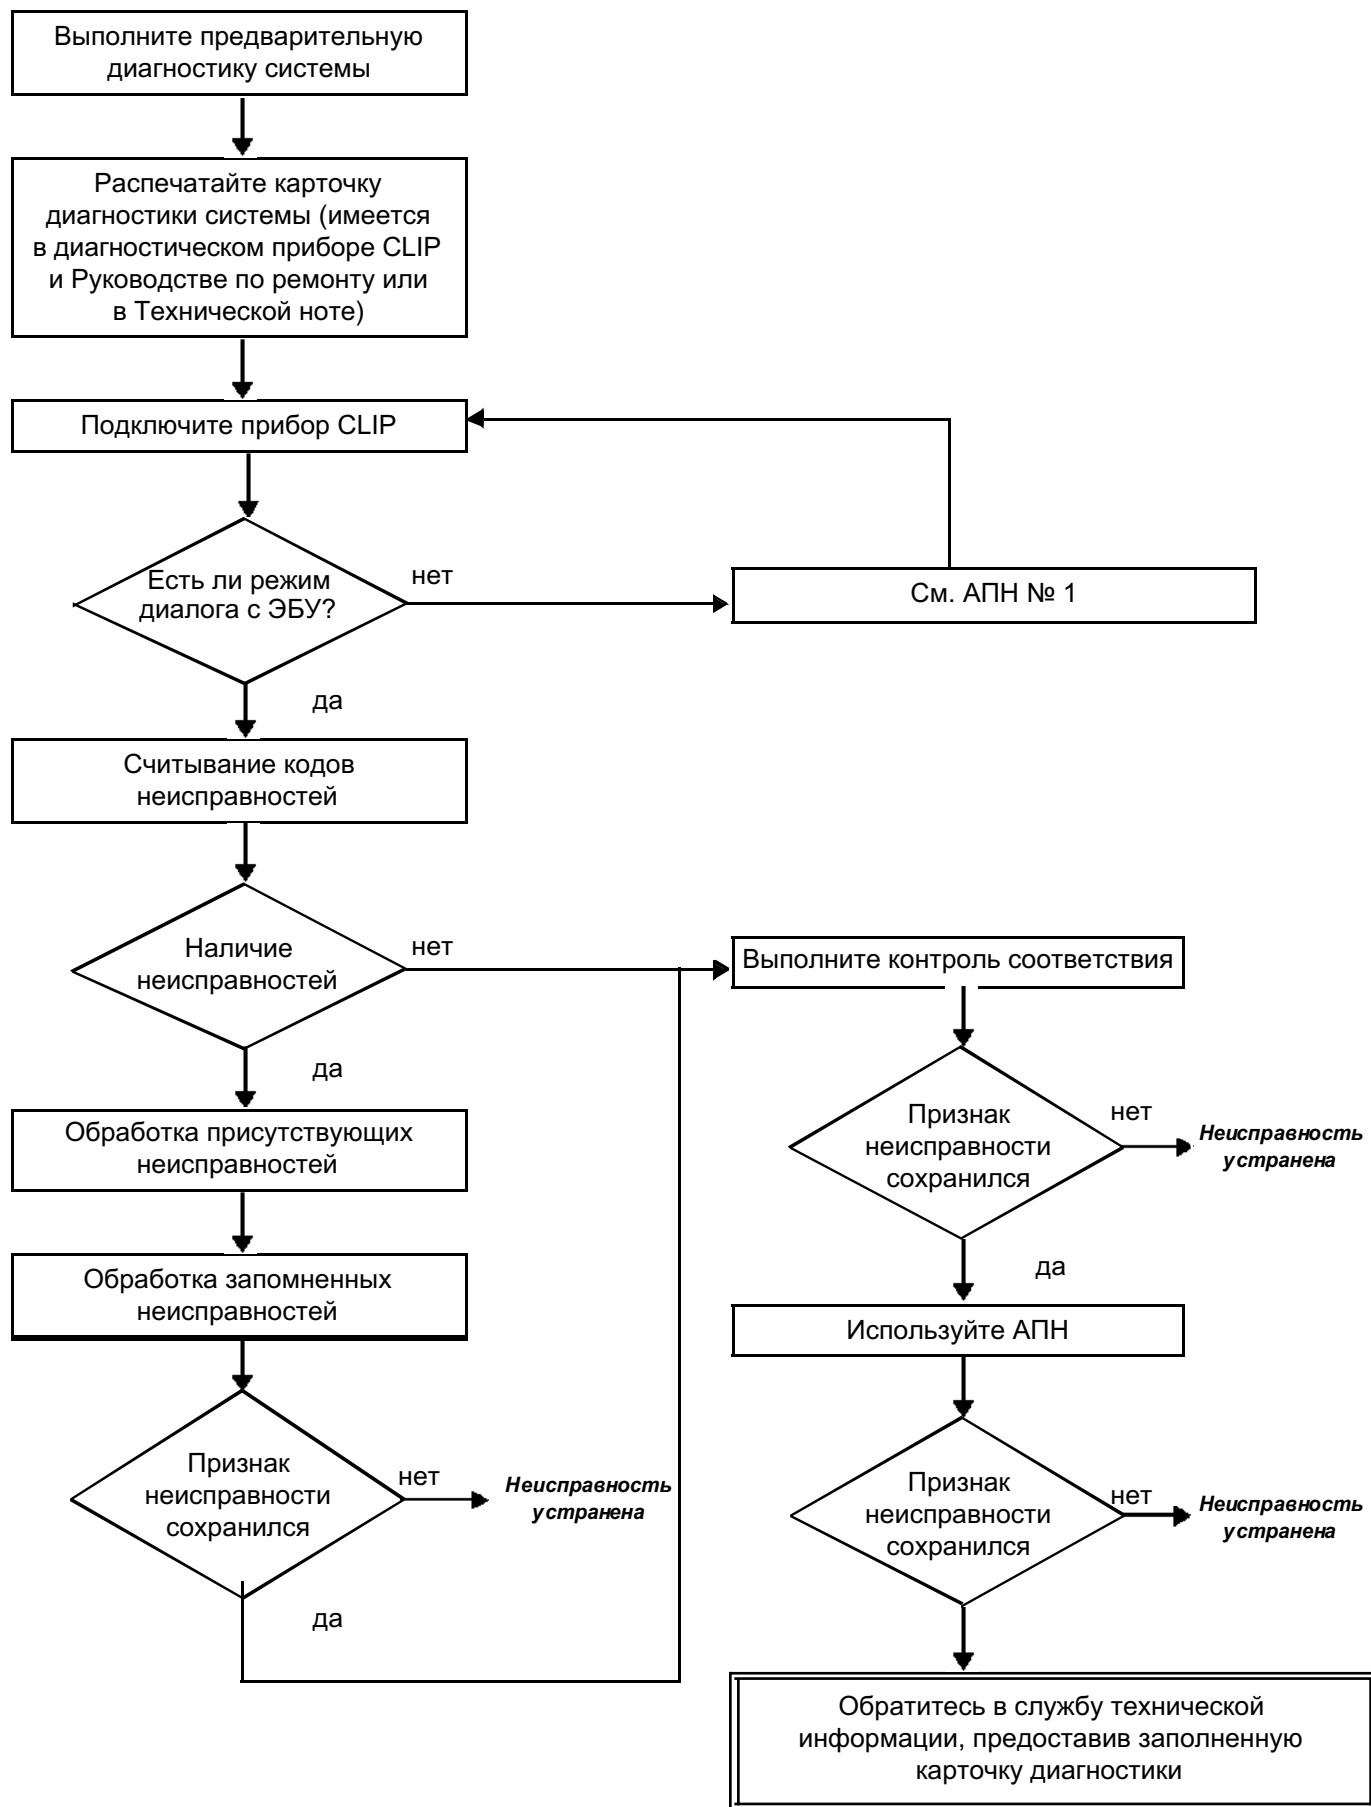 Выполните предварительную
диагностику системы
Распечатайте карточку
диагностики системы (имеется
в диагностическом приборе CLIP
и Руководстве по ремонту или
в Технической ноте)
Подключите прибор CLIP
Есть ли режим
диалога с ЭБУ?
нет
См. АПН № 1
да
Считывание кодов
неисправностей
Наличие
неисправностей
нет
да
Обработка присутствующих
неисправностей
Обработка запомненных
неисправностей
Признак
неисправности
сохранился
нет
Неисправность
устранена
да
Выполните контроль соответствия
Признак
неисправности
сохранился
нет
Неисправность
устранена
да
Используйте АПН
Признак
неисправности
сохранился
нет
Неисправность
устранена
Обратитесь в службу технической
информации, предоставив заполненную
карточку диагностики